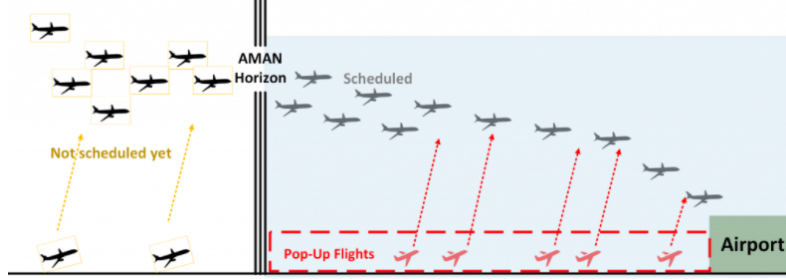 AMAN
Horizon
Scheduled
Not scheduled yet
Pop-Up Flights
Airport